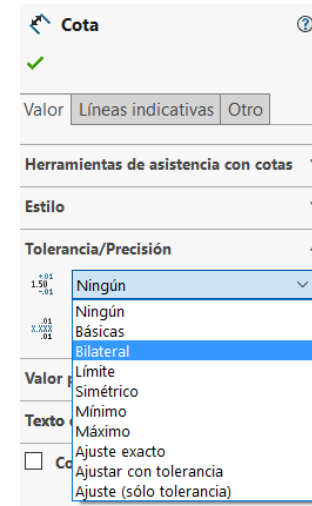 Cota
Valor Líneas indicativas Otro
Herramientas de asistencia con cotas
Estilo
Tolerancia/Precisión
1.50 +.01 -.01
Ningún
X.XXX .01 .01
Ningún
Básicas
Bilateral
Límite
Simétrico
Mínimo
Máximo
Ajuste exacto
Ajustar con tolerancia
Ajuste (sólo tolerancia)
Valor
Texto